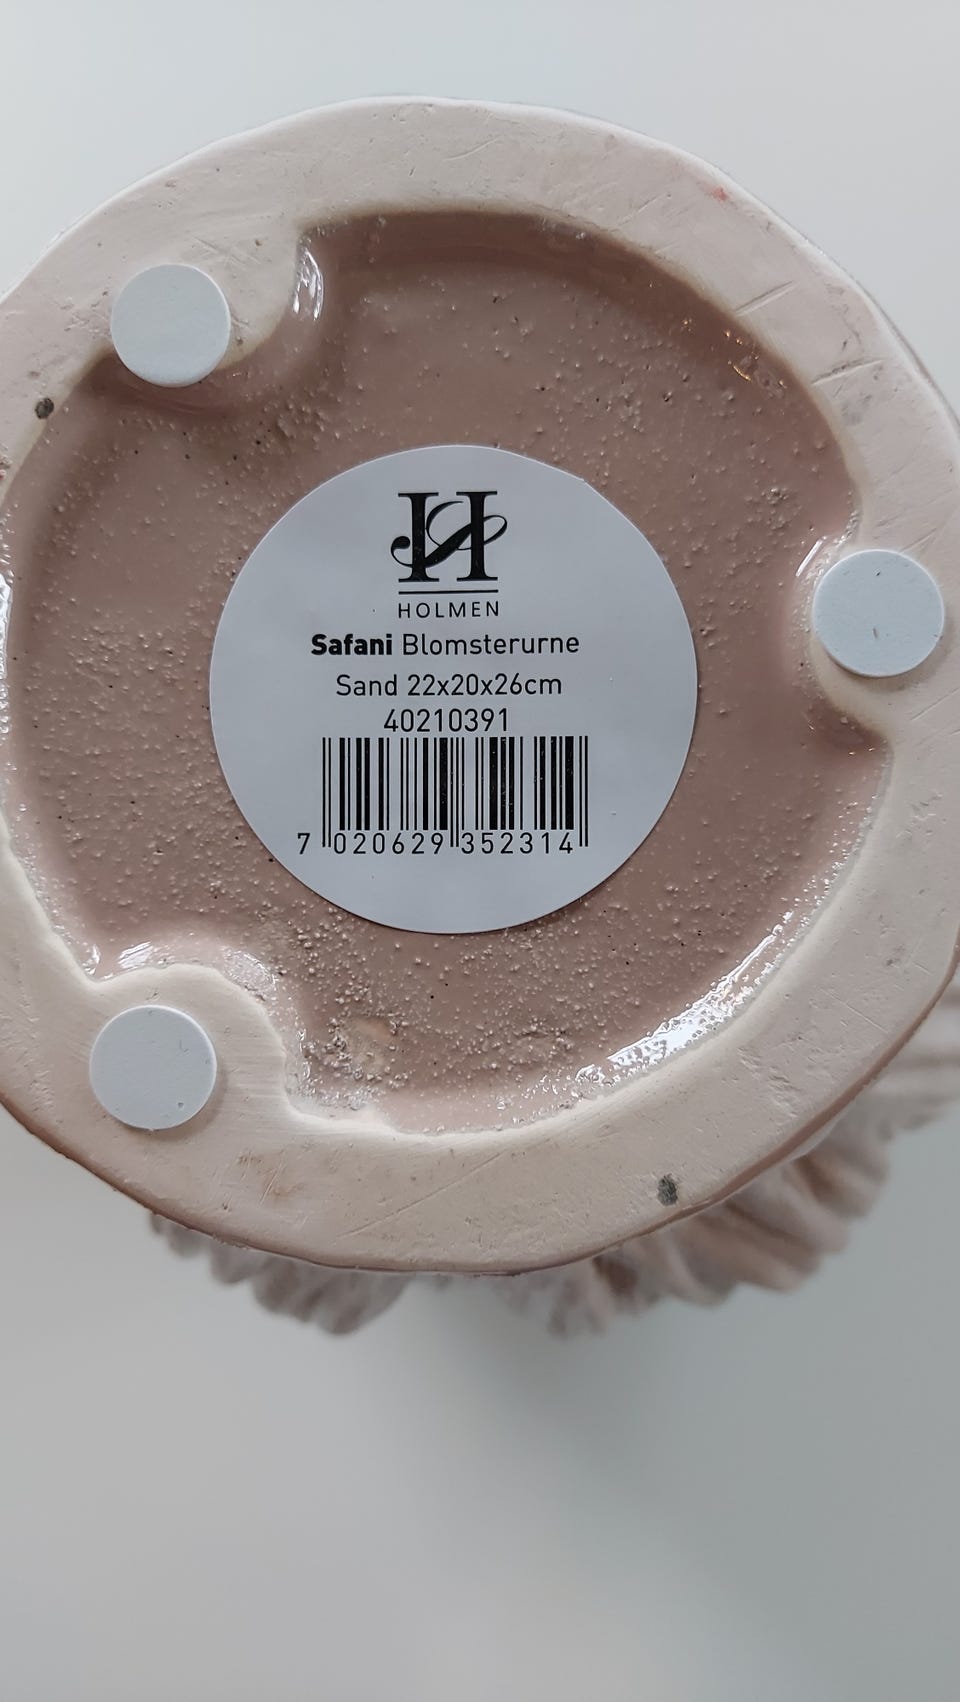 HOLMEN
Safani Blomsterurne
Sand 22x20x26cm
40210391
7 020629 352314